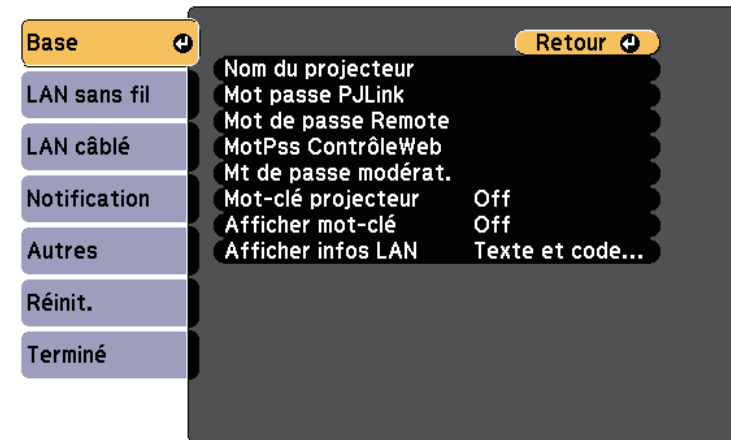 Base
LAN sans fil
LAN câblé
Notification
Autres
Réinit.
Terminé
Retour
Nom du projecteur
Mot passe PJLink
Mot de passe Remote
MotPss ContrôleWeb
Mt de passe modérat.
Mot-clé projecteur Off
Afficher mot-clé Off
Afficher infos LAN Texte et code...